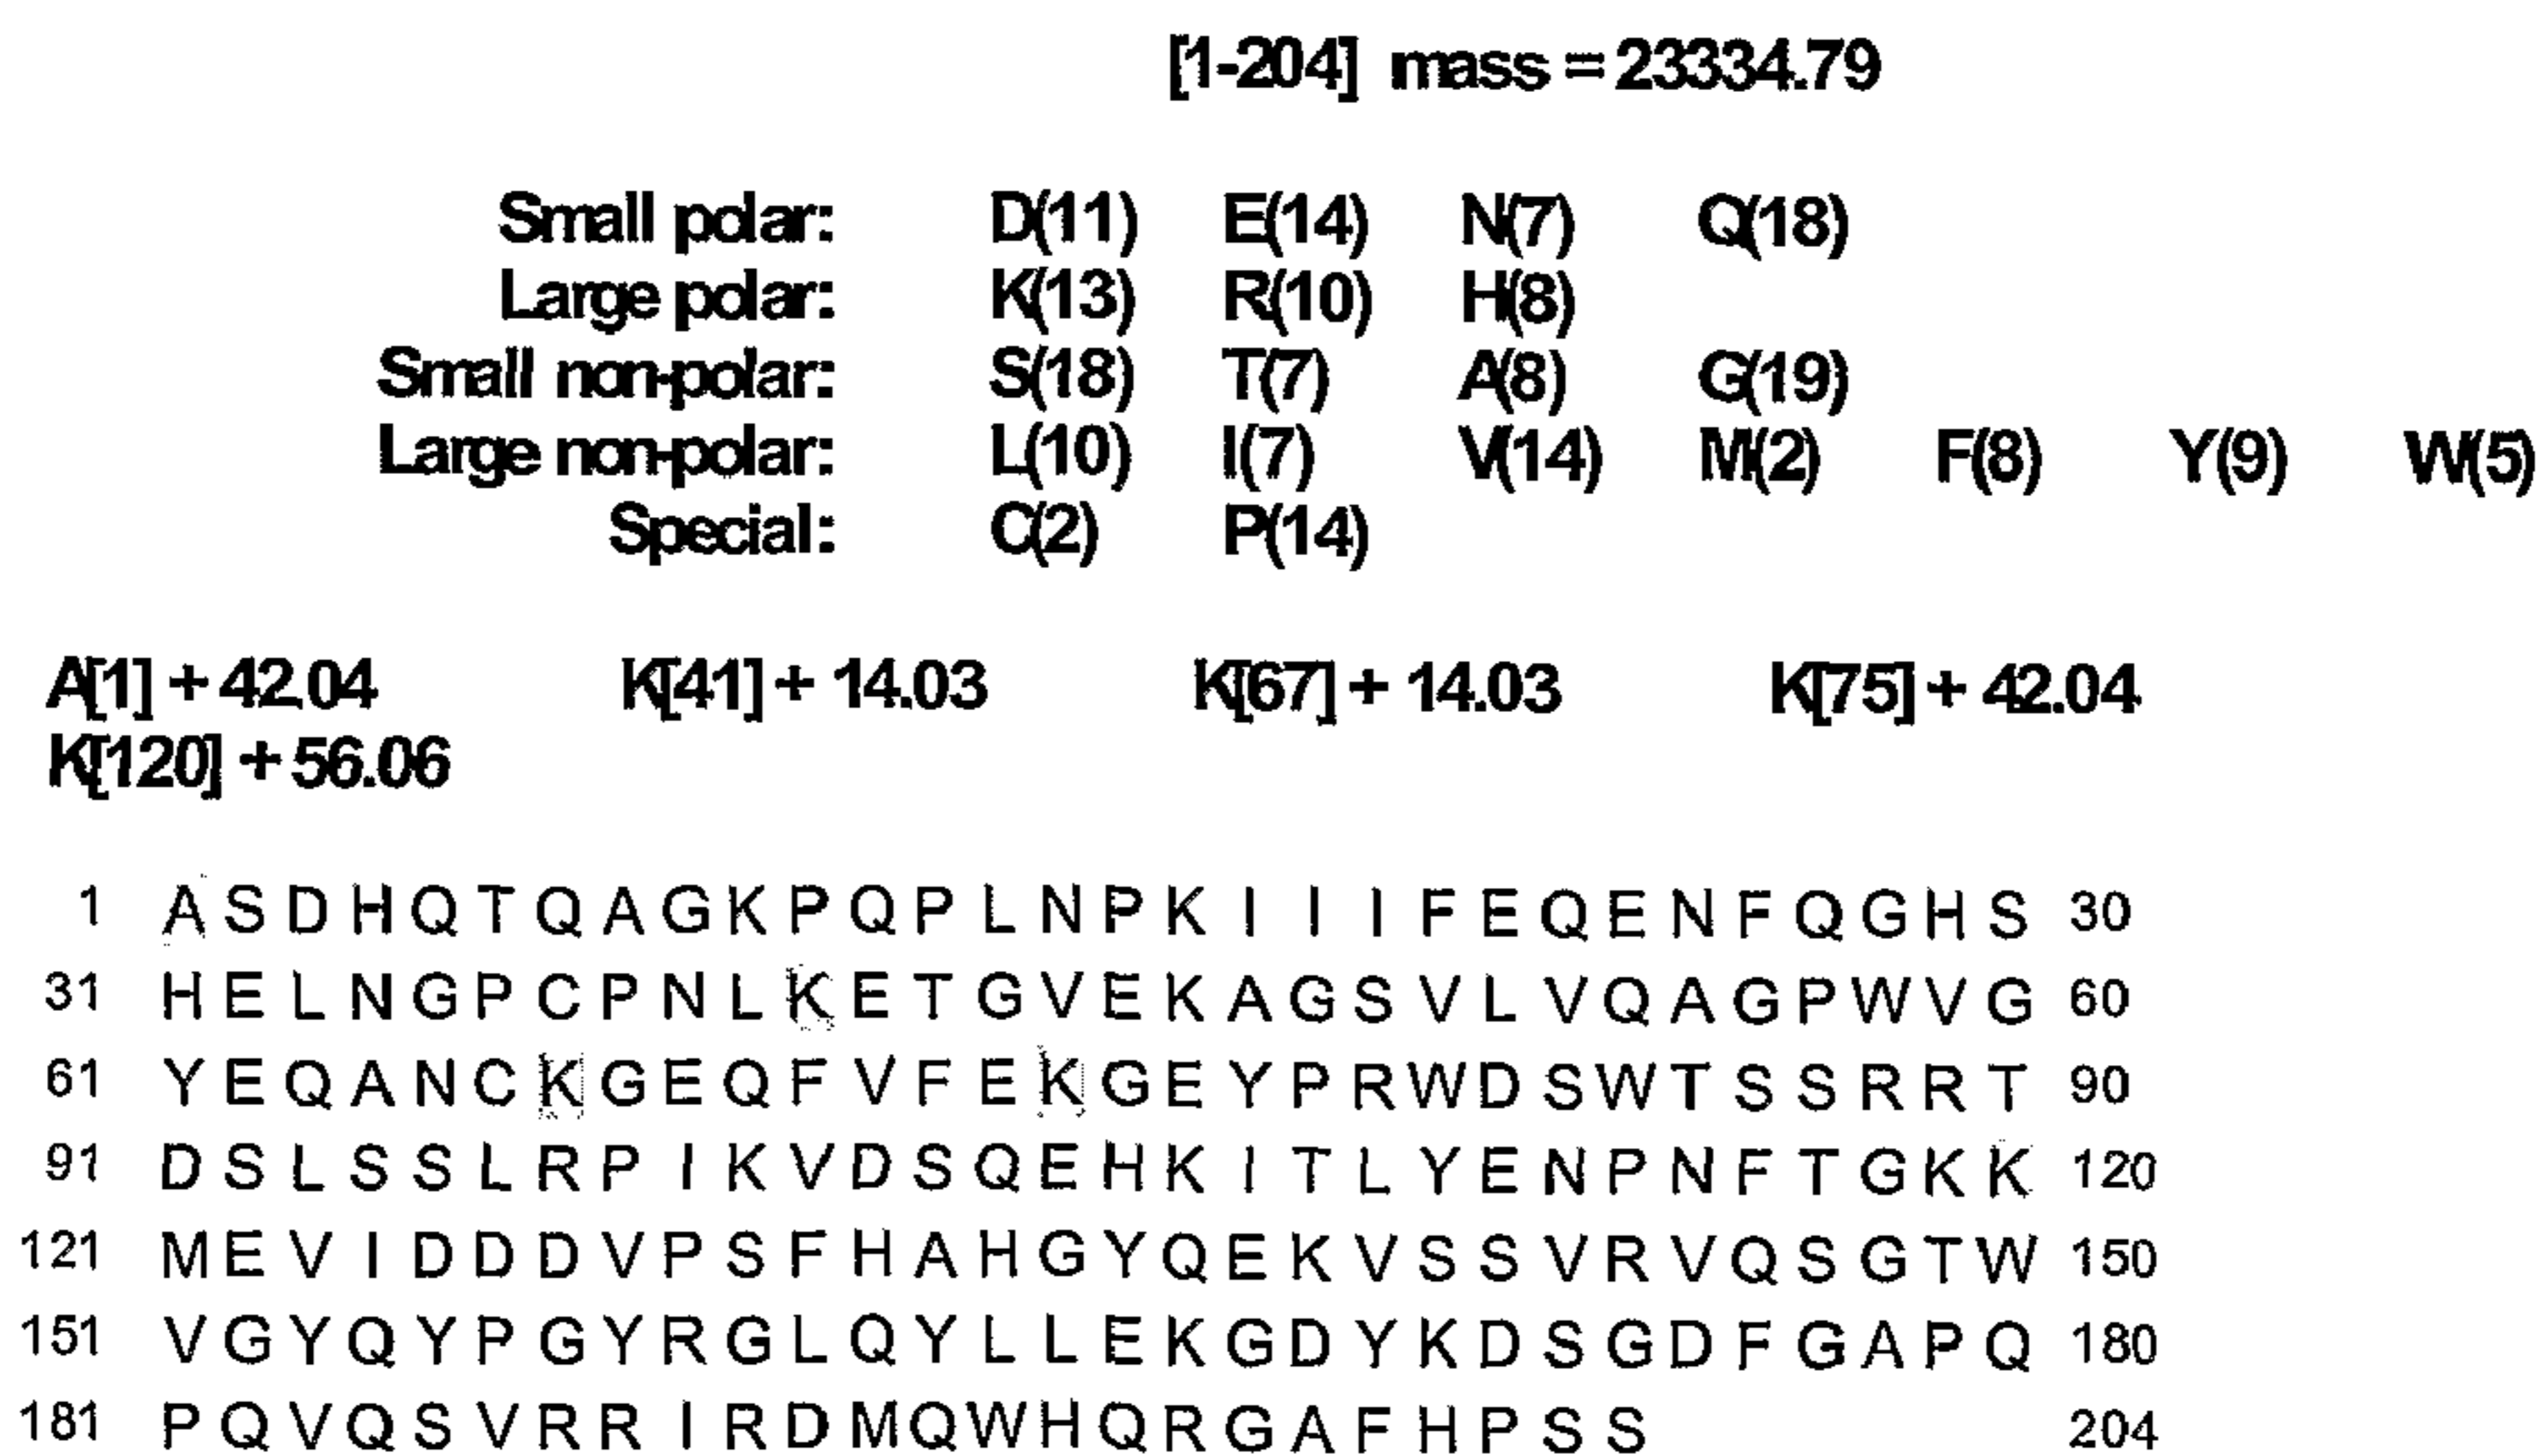 [1-204] mass = 23334.79
Small polar: D(11) E(14) N(7) Q(18)
Large polar: K(13) R(10) H(8)
Small non-polar: S(18) T(7) A(8) G(19)
Large non-polar: L(10) I(7) V(14) M(2) F(8) Y(9) W(5)
Special: C(2) P(14)
A[1] + 42.04 K[41] + 14.03 K[67] + 14.03 K[75] + 42.04
K[120] + 56.06
1 A S D H Q T Q A G K P Q P L N P K I I I F E Q E N F Q G H S 30
31 H E L N G P C P N L K E T G V E K A G S V L V Q A G P W V G 60
61 Y E Q A N C K G E Q F V F E K G E Y P R W D S W T S S R R T 90
91 D S L S S L R P I K V D S Q E H K I T L Y E N P N F T G K K 120
121 M E V I D D D V P S F H A H G Y Q E K V S S V R V Q S G T W 150
151 V G Y Q Y P G Y R G L Q Y L L E K G D Y K D S G D F G A P Q 180
181 P Q V Q S V R R I R D M Q W H Q R G A F H P S S 204